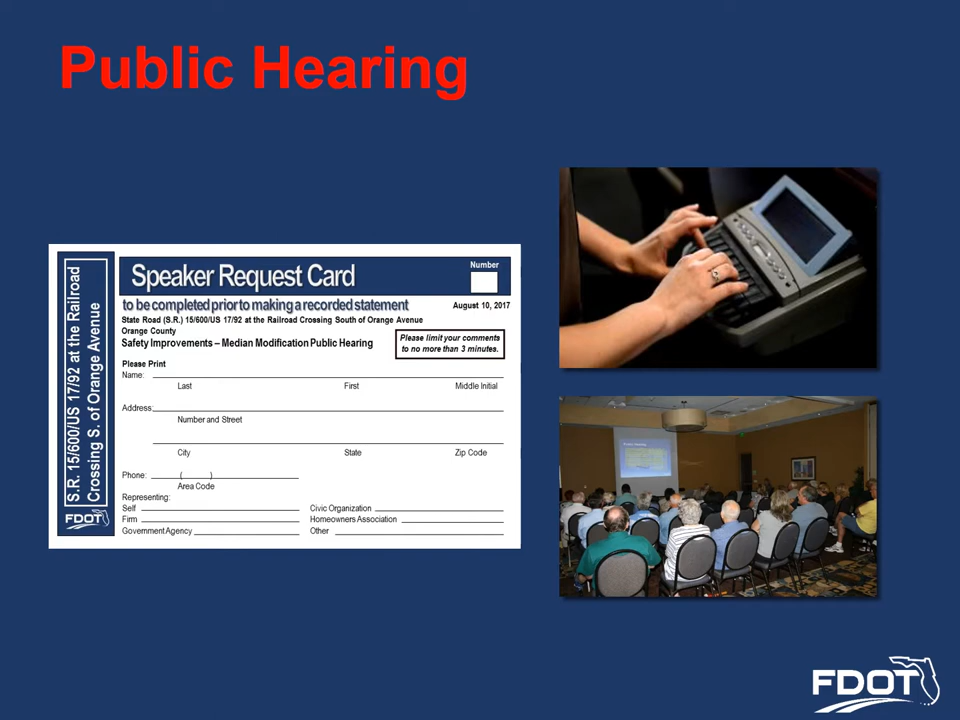 Public Hearing
S.R. 15/600/US 17/92 at the Railroad
Crossing S. of Orange Avenue
FDOT
Speaker Request Card
Number
to be completed prior to making a recorded statement
August 10, 2017
State Road (S.R.) 15/600/US 17/92 at the Railroad Crossing South of Orange Avenue
Orange County
Safety Improvements – Median Modification Public Hearing
Please limit your comments
to no more than 3 minutes.
Please Print
Name:
Last First Middle Initial
Address:
Number and Street
City State Zip Code
Phone: ( )
Area Code
Representing:
Self Civic Organization
Firm Homeowners Association
Government Agency Other
FDOT